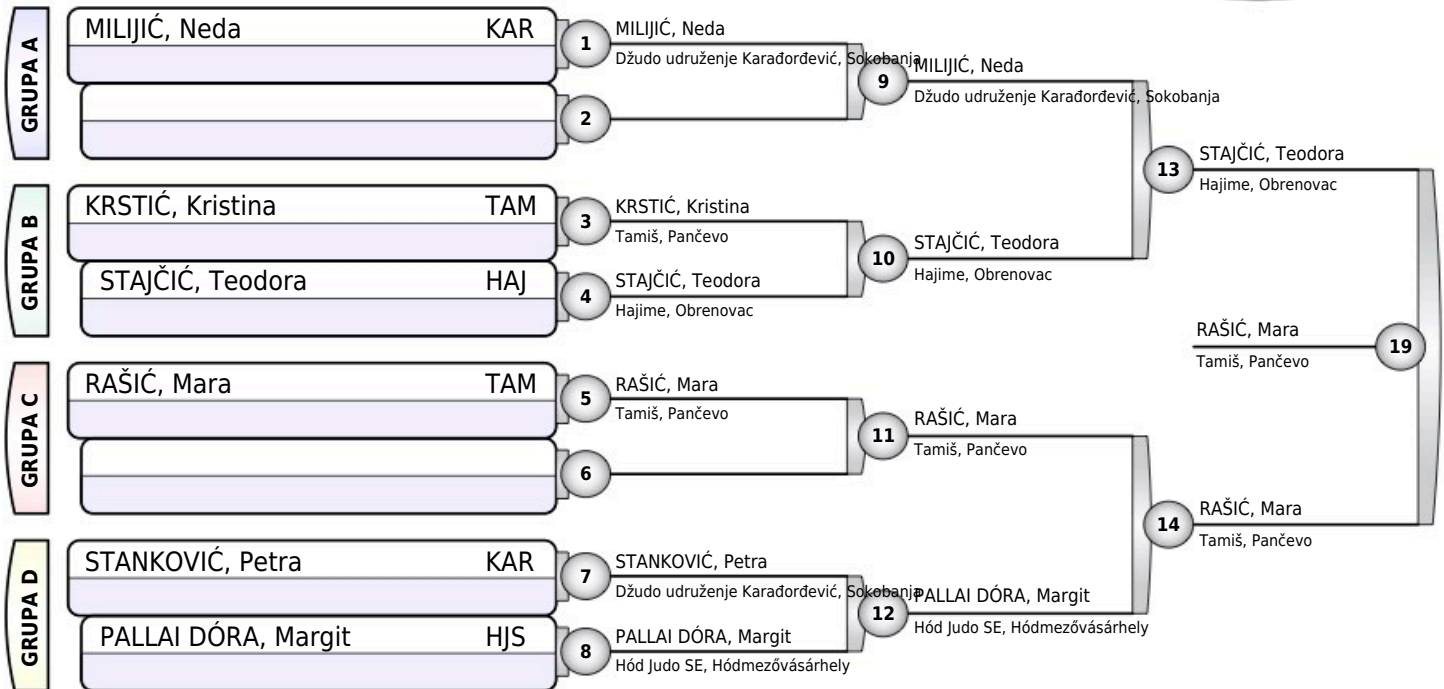 GRUPA A
MILIJIĆ, Neda KAR
1
MILIJIĆ, Neda
Džudo udruženje Karađorđević, Sokobanja
2
9
MILIJIĆ, Neda
Džudo udruženje Karađorđević, Sokobanja
GRUPA B
KRSTIĆ, Kristina TAM
STAJČIĆ, Teodora HAJ
3
KRSTIĆ, Kristina
Tamiš, Pančevo
4
STAJČIĆ, Teodora
Hajime, Obrenovac
10
STAJČIĆ, Teodora
Hajime, Obrenovac
13
STAJČIĆ, Teodora
Hajime, Obrenovac
GRUPA C
RAŠIĆ, Mara TAM
5
RAŠIĆ, Mara
Tamiš, Pančevo
6
11
RAŠIĆ, Mara
Tamiš, Pančevo
GRUPA D
STANKOVIĆ, Petra KAR
PALLAI DÓRA, Margit HJS
7
STANKOVIĆ, Petra
Džudo udruženje Karađorđević, Sokobanja
8
PALLAI DÓRA, Margit
Hód Judo SE, Hódmezővásárhely
12
PALLAI DÓRA, Margit
Hód Judo SE, Hódmezővásárhely
14
RAŠIĆ, Mara
Tamiš, Pančevo
RAŠIĆ, Mara
Tamiš, Pančevo
19